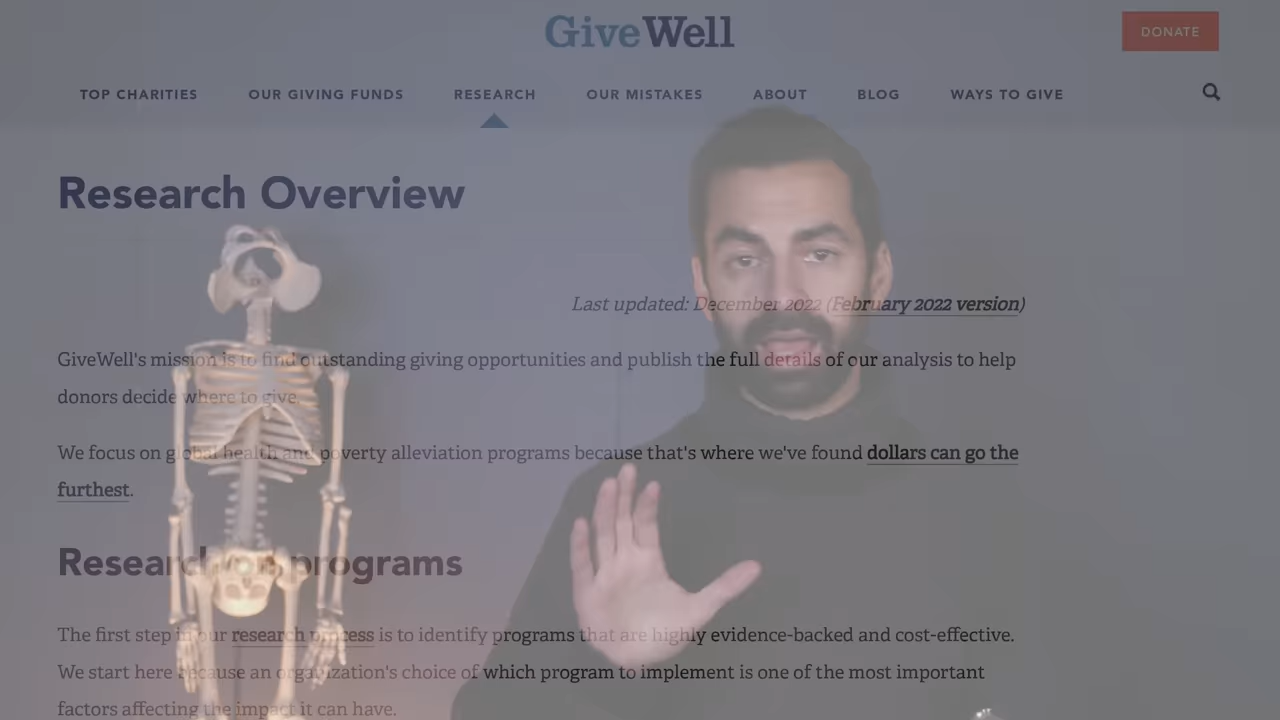 GiveWell
DONATE
TOP CHARITIES OUR GIVING FUNDS RESEARCH OUR MISTAKES ABOUT BLOG WAYS TO GIVE
Research Overview
Last updated: December 2022 (February 2022 version)
GiveWell's mission is to find outstanding giving opportunities and publish the full details of our analysis to help
donors decide where to give.
We focus on global health and poverty alleviation programs because that's where we've found dollars can go the
furthest.
Research on programs
The first step in our research process is to identify programs that are highly evidence-backed and cost-effective.
We start here because an organization's choice of which program to implement is one of the most important
factors affecting the impact it can have.